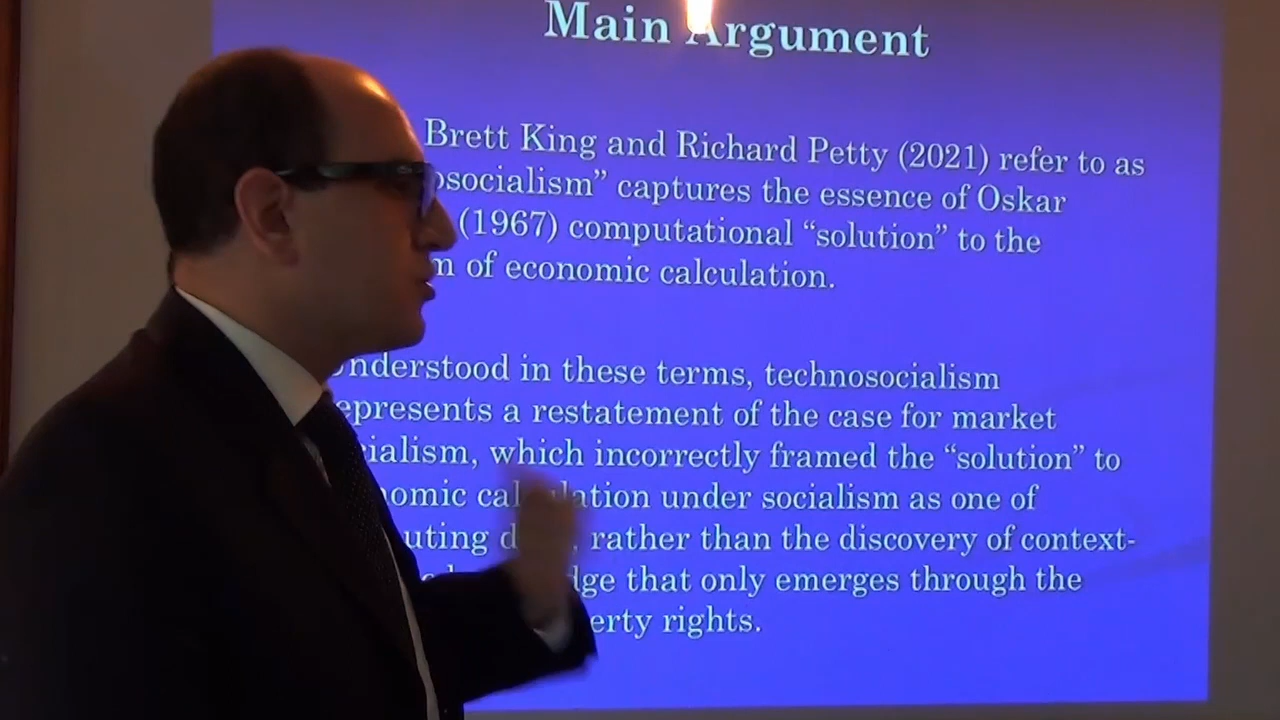 Main Argument
Brett King and Richard Petty (2021) refer to as
osocialism” captures the essence of Oskar
(1967) computational “solution” to the
m of economic calculation.
nderstood in these terms, technosocialism
epresents a restatement of the case for market
ialism, which incorrectly framed the “solution” to
nomic calculation under socialism as one of
uting rather than the discovery of context-
dge that only emerges through the
erty rights.